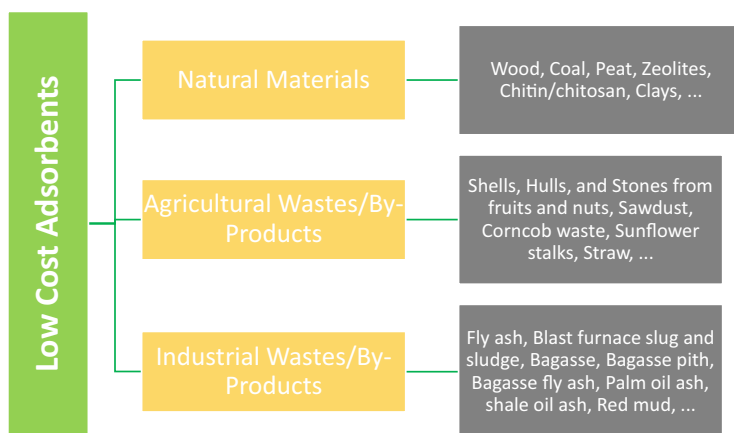 Low Cost Adsorbents
Natural Materials
Wood, Coal, Peat, Zeolites,
Chitin/chitosan, Clays, ...
Agricultural Wastes/By-
Products
Shells, Hulls, and Stones from
fruits and nuts, Sawdust,
Corncob waste, Sunflower
stalks, Straw, ...
Industrial Wastes/By-
Products
Fly ash, Blast furnace slug and
sludge, Bagasse, Bagasse pith,
Bagasse fly ash, Palm oil ash,
shale oil ash, Red mud, ...